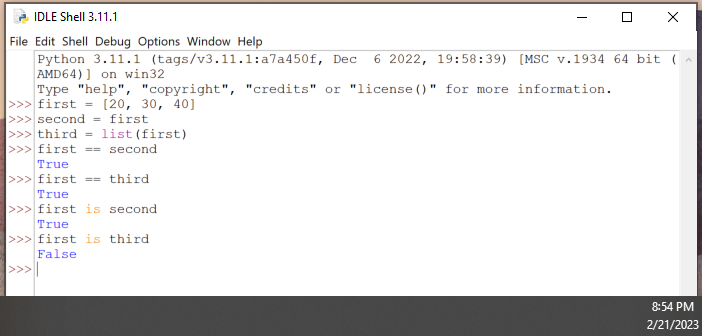 IDLE Shell 3.11.1
File Edit Shell Debug Options Window Help
Python 3.11.1 (tags/v3.11.1:a7a450f, Dec  6 2022, 19:58:39) [MSC v.1934 64 bit (
AMD64)] on win32
Type "help", "copyright", "credits" or "license()" for more information.
>>> first = [20, 30, 40]
>>> second = first
>>> third = list(first)
>>> first == second
True
>>> first == third
True
>>> first is second
True
>>> first is third
False
>>>
8:54 PM
2/21/2023